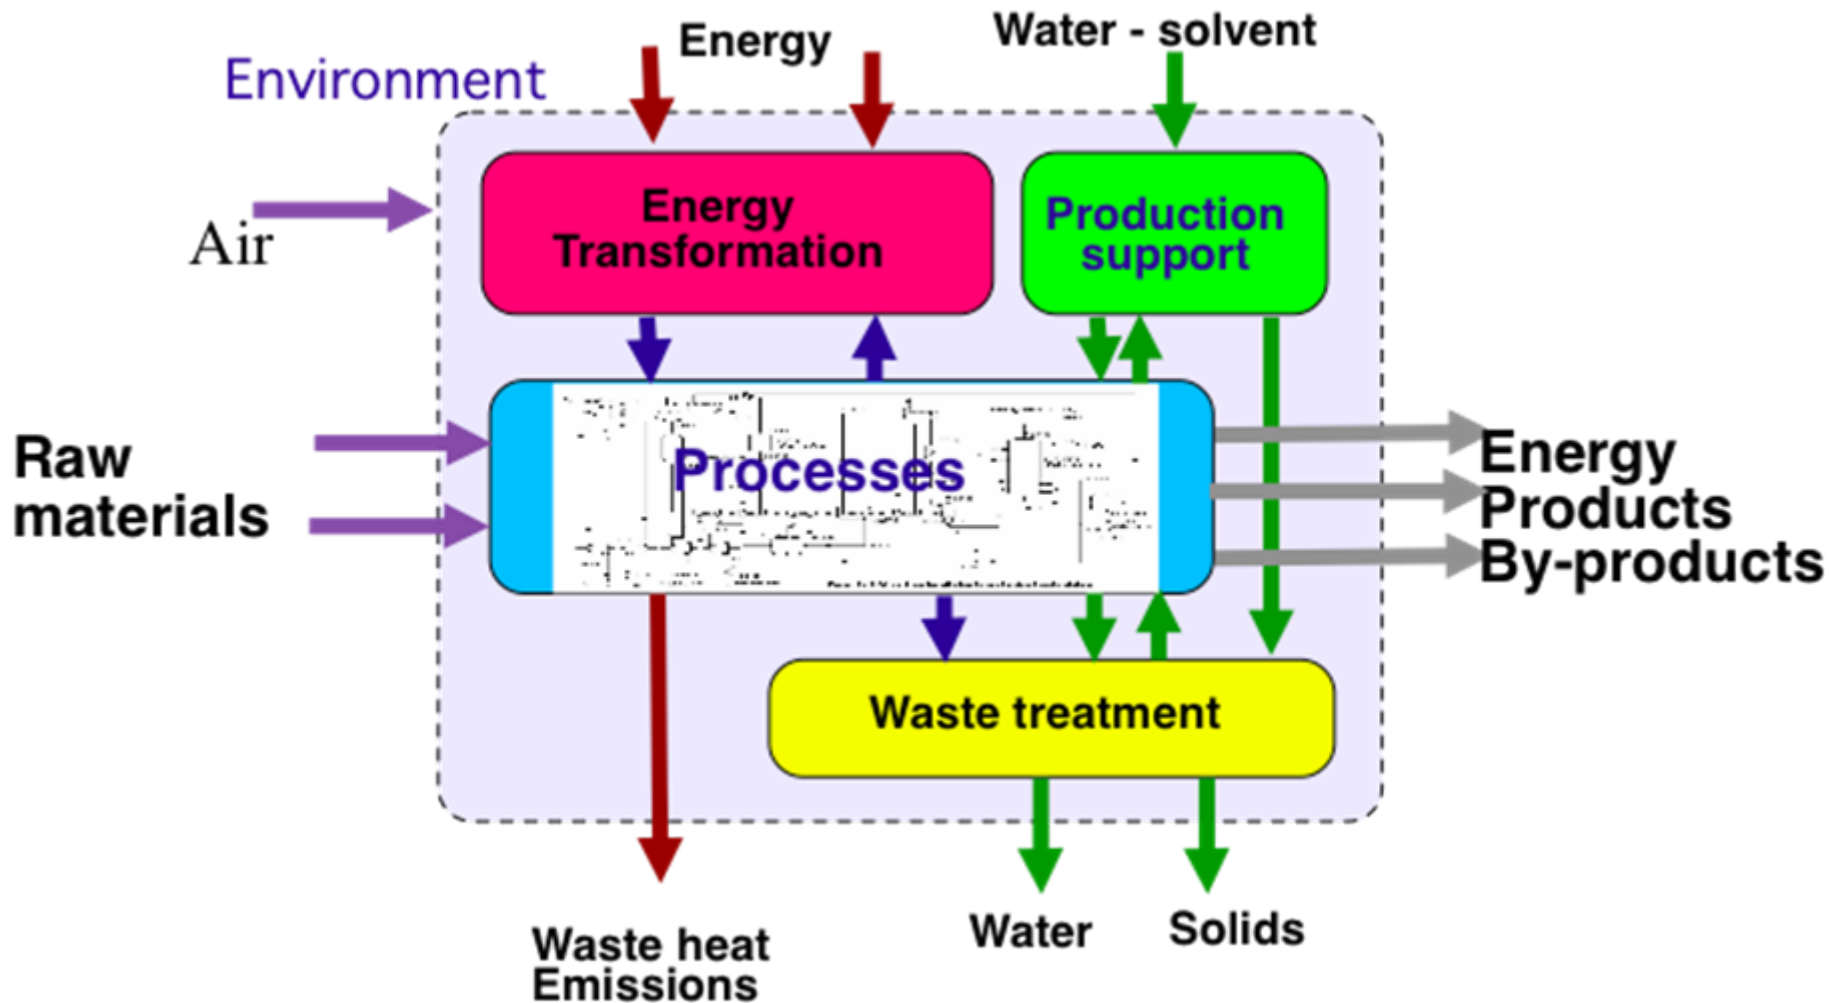 Energy
Water - solvent
Environment
Energy
Transformation
Production
support
Air
Processes
Raw
materials
Energy
Products
By-products
Waste treatment
Waste heat
Emissions
Water
Solids